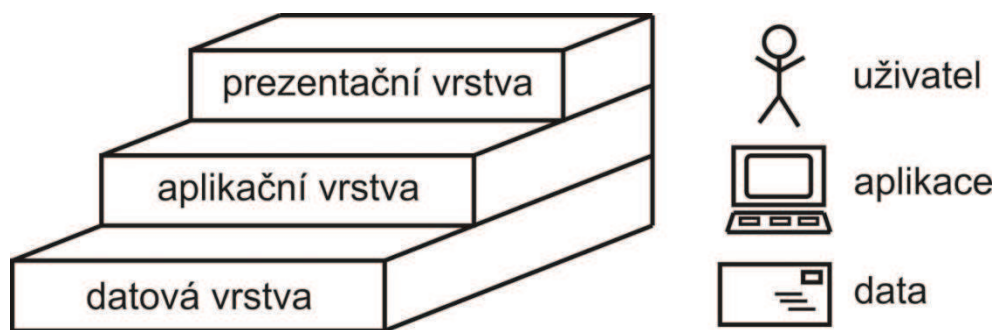 prezentační vrstva
uživatel
aplikační vrstva
aplikace
datová vrstva
data